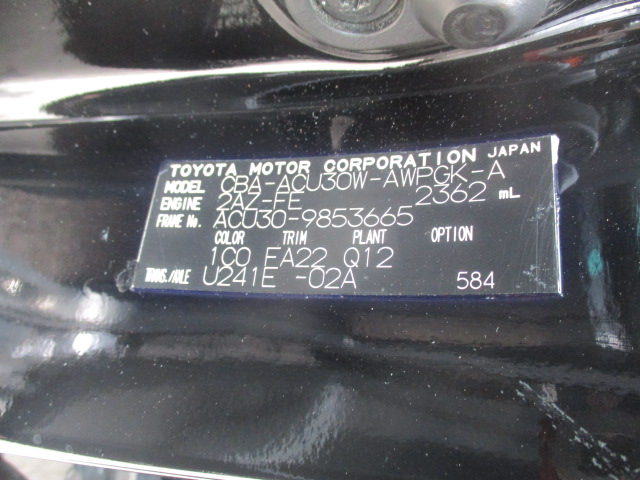 TOYOTA MOTOR CORPORATION JAPAN
MODEL CBA-ACU30W-AWPGK-A
ENGINE 2AZ-FE 2362 mL
FRAME No. ACU30-9853665
COLOR TRIM PLANT OPTION
1C0 FA22 Q12
TRANS./AXLE U241E -02A 584